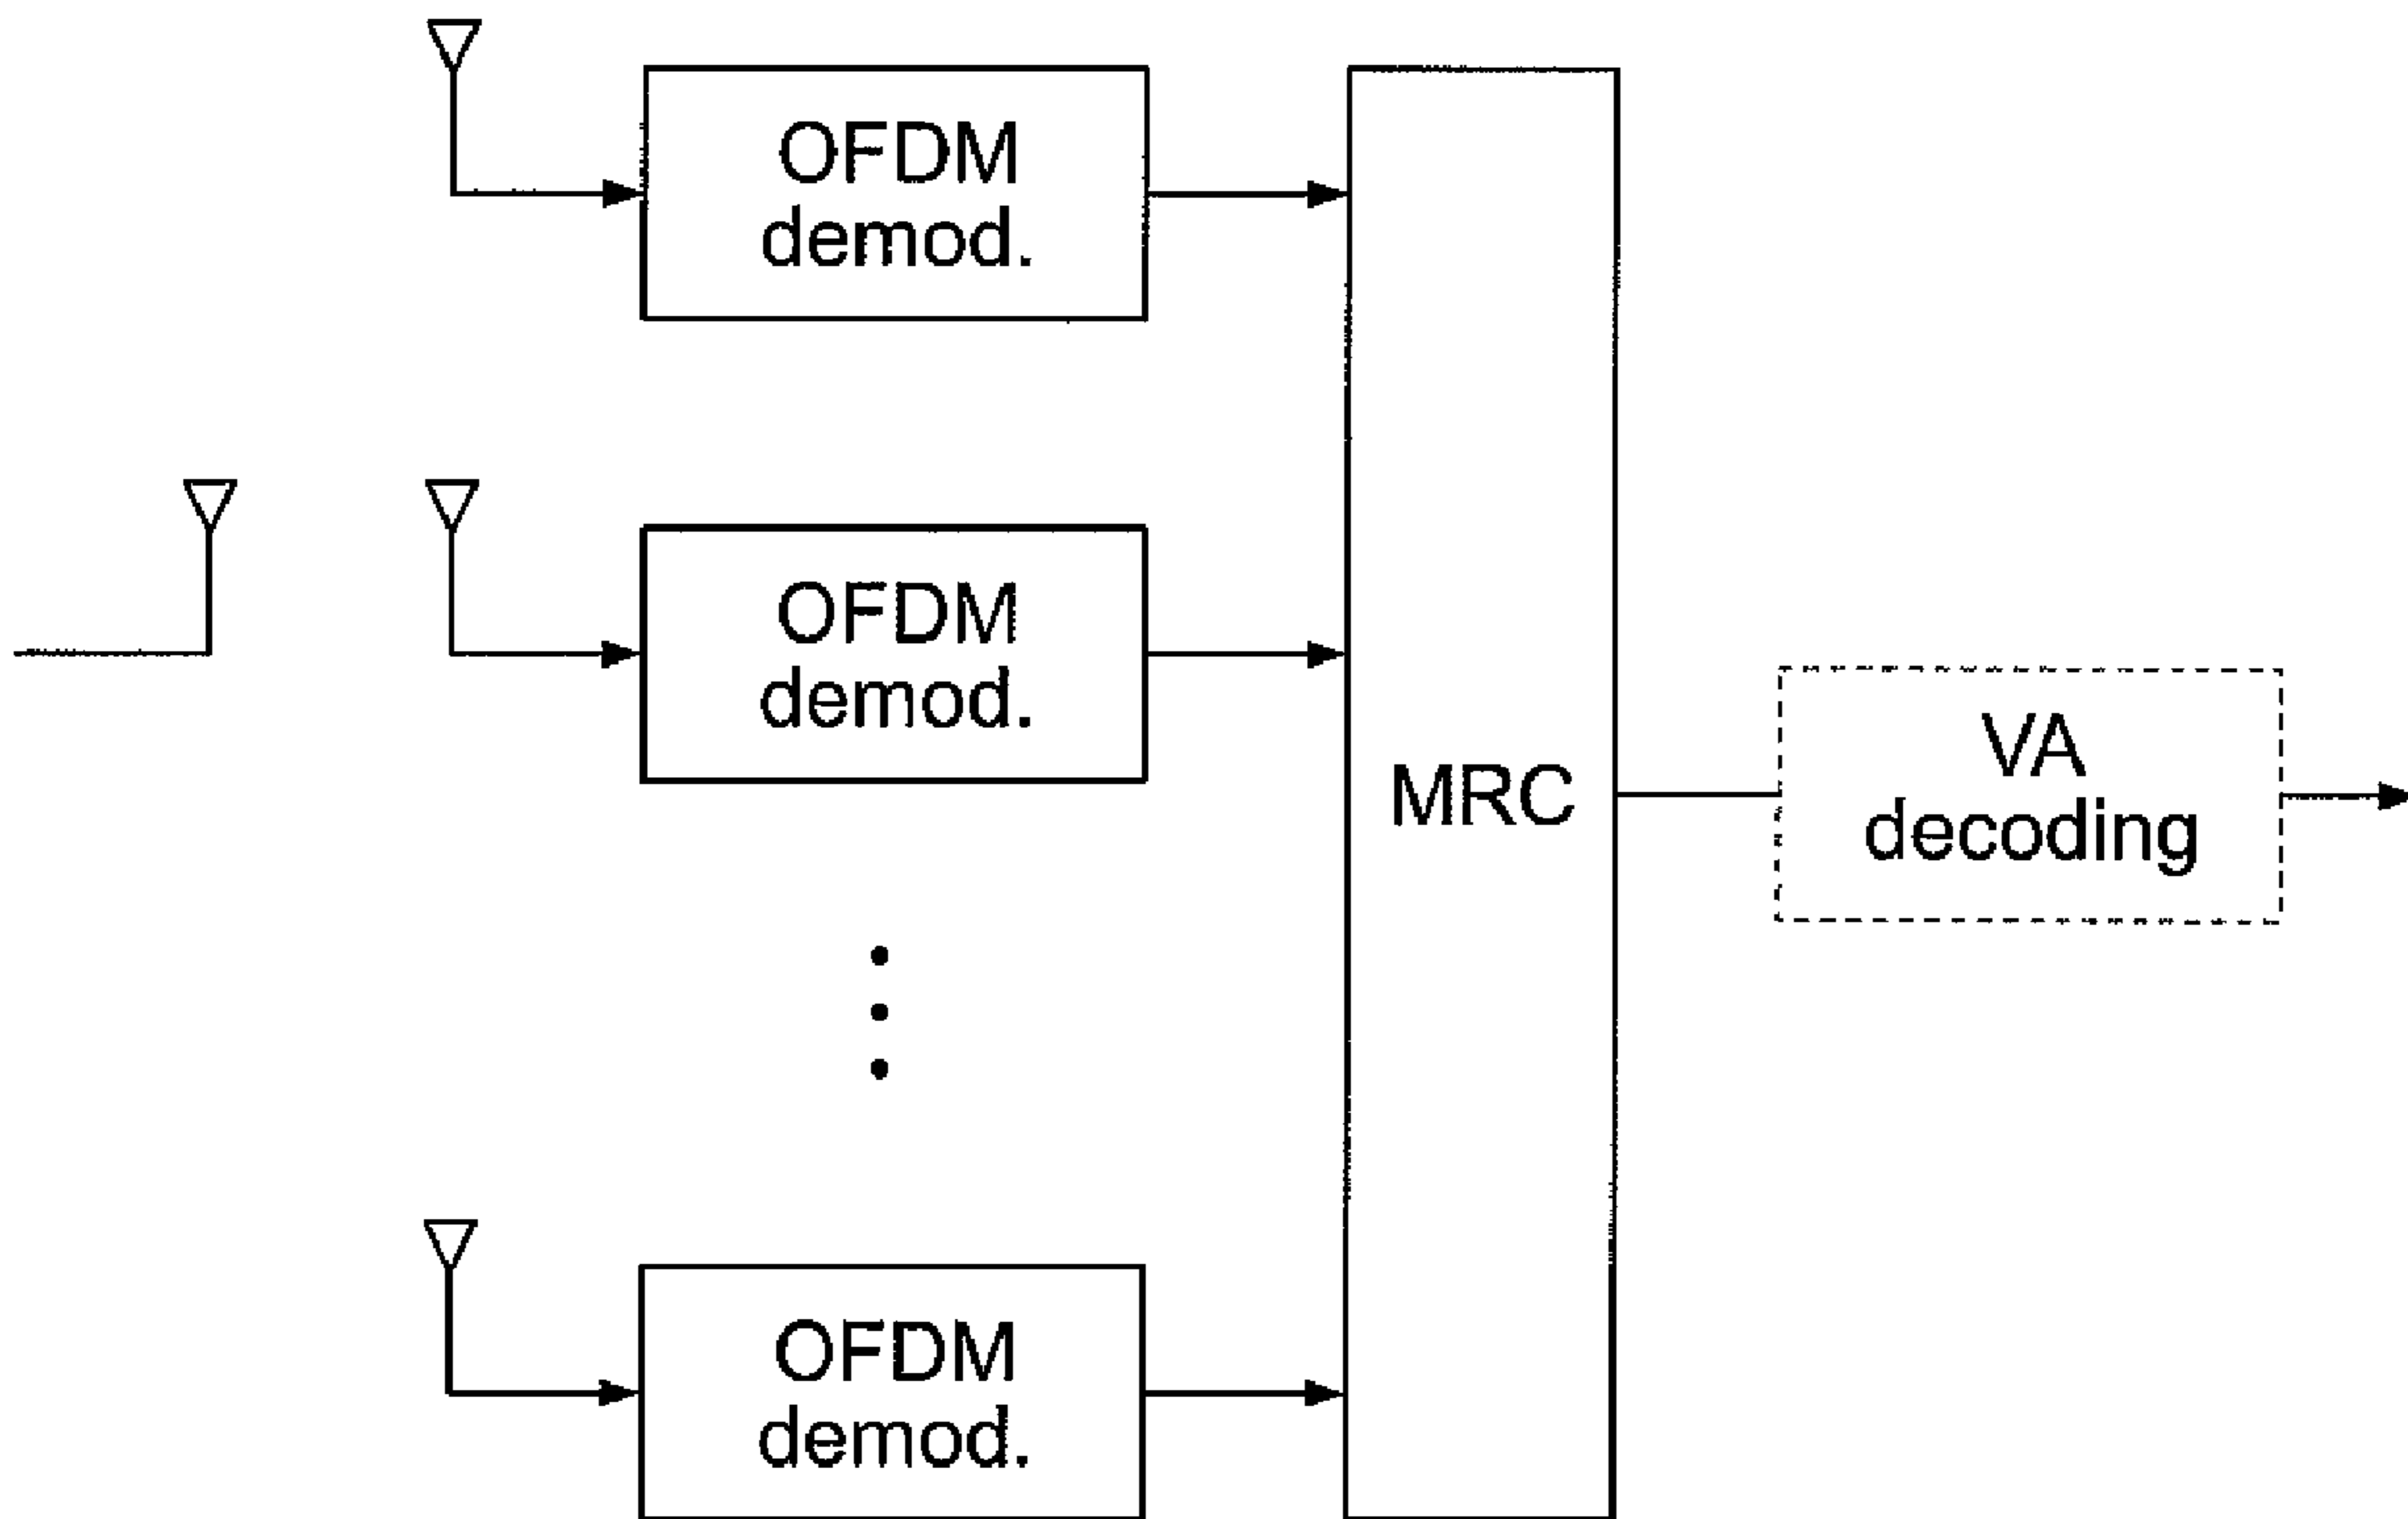 OFDM
demod.
OFDM
demod.
MRC
VA
decoding
OFDM
demod.